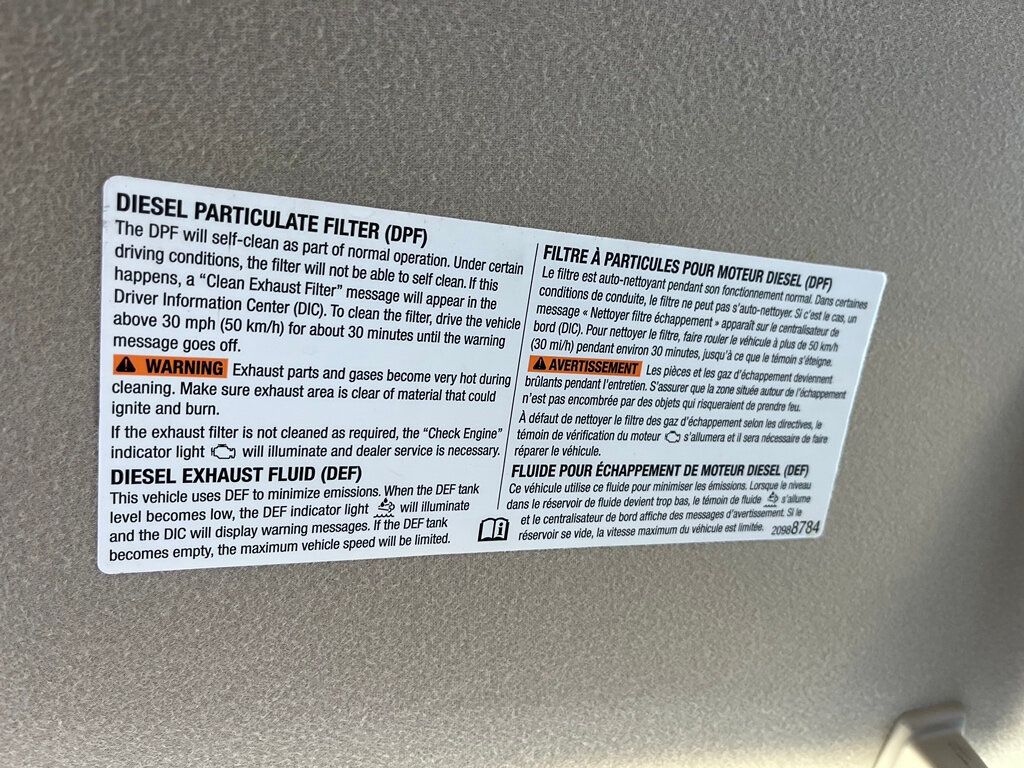 DIESEL PARTICULATE FILTER (DPF)
The DPF will self-clean as part of normal operation. Under certain
driving conditions, the filter will not be able to self clean. If this
happens, a “Clean Exhaust Filter” message will appear in the
Driver Information Center (DIC). To clean the filter, drive the vehicle
above 30 mph (50 km/h) for about 30 minutes until the warning
message goes off.
WARNING Exhaust parts and gases become very hot during
cleaning. Make sure exhaust area is clear of material that could
ignite and burn.
If the exhaust filter is not cleaned as required, the “Check Engine”
indicator light will illuminate and dealer service is necessary.
DIESEL EXHAUST FLUID (DEF)
This vehicle uses DEF to minimize emissions. When the DEF tank
level becomes low, the DEF indicator light will illuminate
and the DIC will display warning messages. If the DEF tank
becomes empty, the maximum vehicle speed will be limited.
FILTRE À PARTICULES POUR MOTEUR DIESEL (DPF)
Le filtre est auto-nettoyant pendant son fonctionnement normal. Dans certaines
conditions de conduite, le filtre ne peut pas s’auto-nettoyer. Si c’est le cas, un
message « Nettoyer filtre échappement » apparaît sur le centralisateur de
bord (DIC). Pour nettoyer le filtre, faire rouler le véhicule à plus de 50 km/h
(30 mi/h) pendant environ 30 minutes, jusqu’à ce que le témoin s’éteigne.
AVERTISSEMENT Les pièces et les gaz d’échappement deviennent
brûlants pendant l’entretien. S’assurer que la zone située autour de l’échappement
n’est pas encombrée par des objets qui risqueraient de prendre feu.
À défaut de nettoyer le filtre des gaz d’échappement selon les directives, le
témoin de vérification du moteur s’allumera et il sera nécessaire de faire
réparer le véhicule.
FLUIDE POUR ÉCHAPPEMENT DE MOTEUR DIESEL (DEF)
Ce véhicule utilise ce fluide pour minimiser les émissions. Lorsque le niveau
dans le réservoir de fluide devient trop bas, le témoin de fluide s’allume
et le centralisateur de bord affiche des messages d’avertissement. Si le
réservoir se vide, la vitesse maximum du véhicule est limitée.
20988784